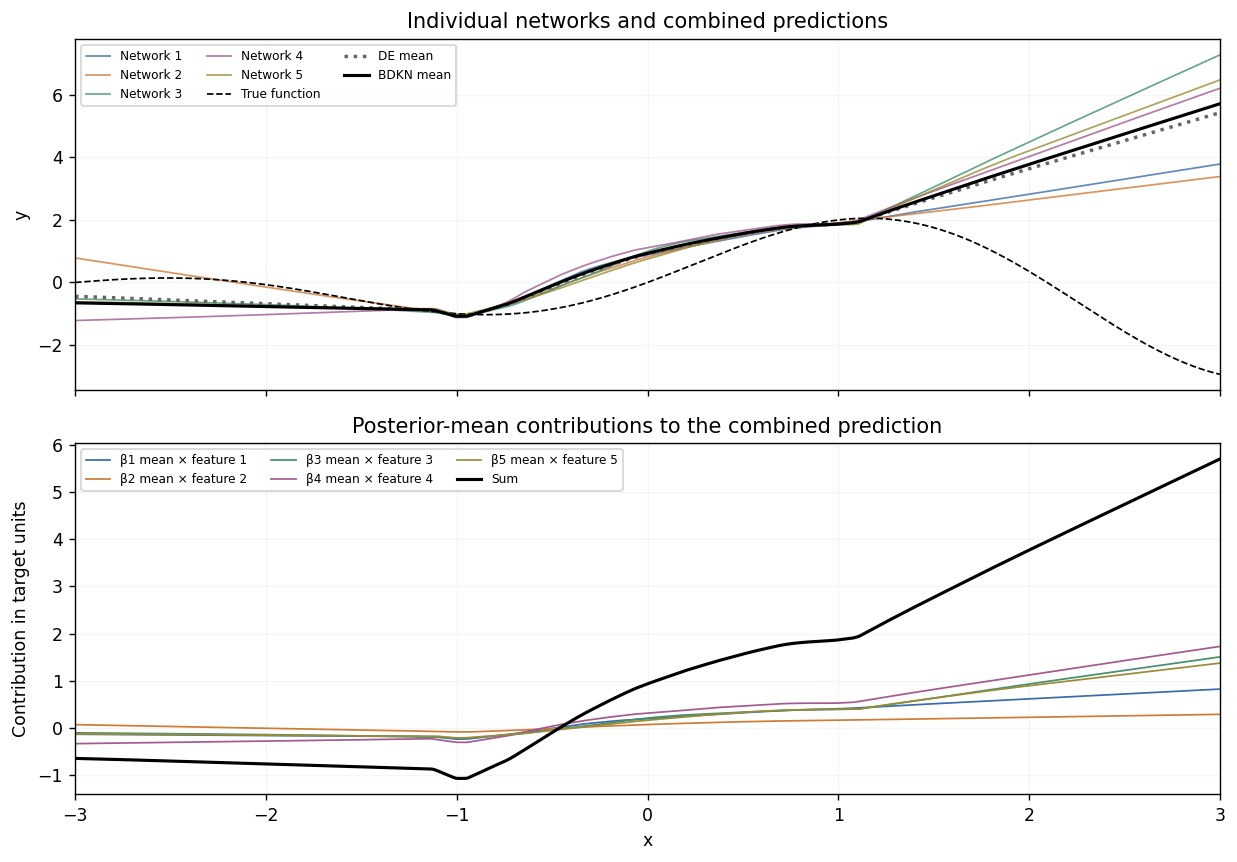 Individual networks and combined predictions
Network 1
Network 2
Network 3
Network 4
Network 5
True function
DE mean
BDKN mean
6
4
2
0
−2
y
Posterior-mean contributions to the combined prediction
β1 mean × feature 1
β2 mean × feature 2
β3 mean × feature 3
β4 mean × feature 4
β5 mean × feature 5
Sum
6
5
4
3
2
1
0
−1
Contribution in target units
−3
−2
−1
0
1
2
3
x